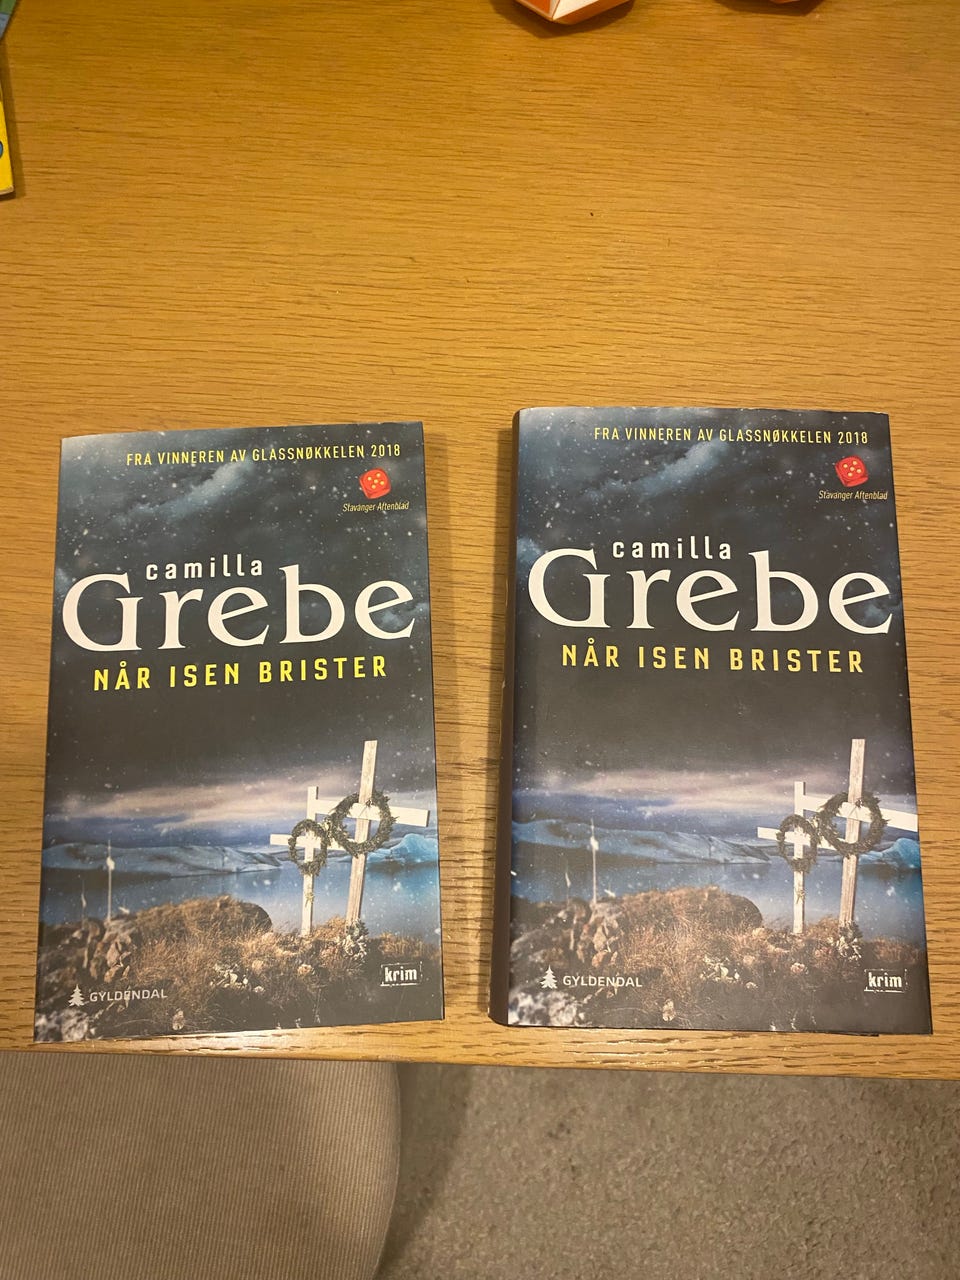 FRA VINNEREN AV GLASSNØKKELEN 2018
Stavanger Aftenblad
camilla
Grebe
NÅR ISEN BRISTER
GYLDENDAL
krim
FRA VINNEREN AV GLASSNØKKELEN 2018
Stavanger Aftenblad
camilla
Grebe
NÅR ISEN BRISTER
GYLDENDAL
krim